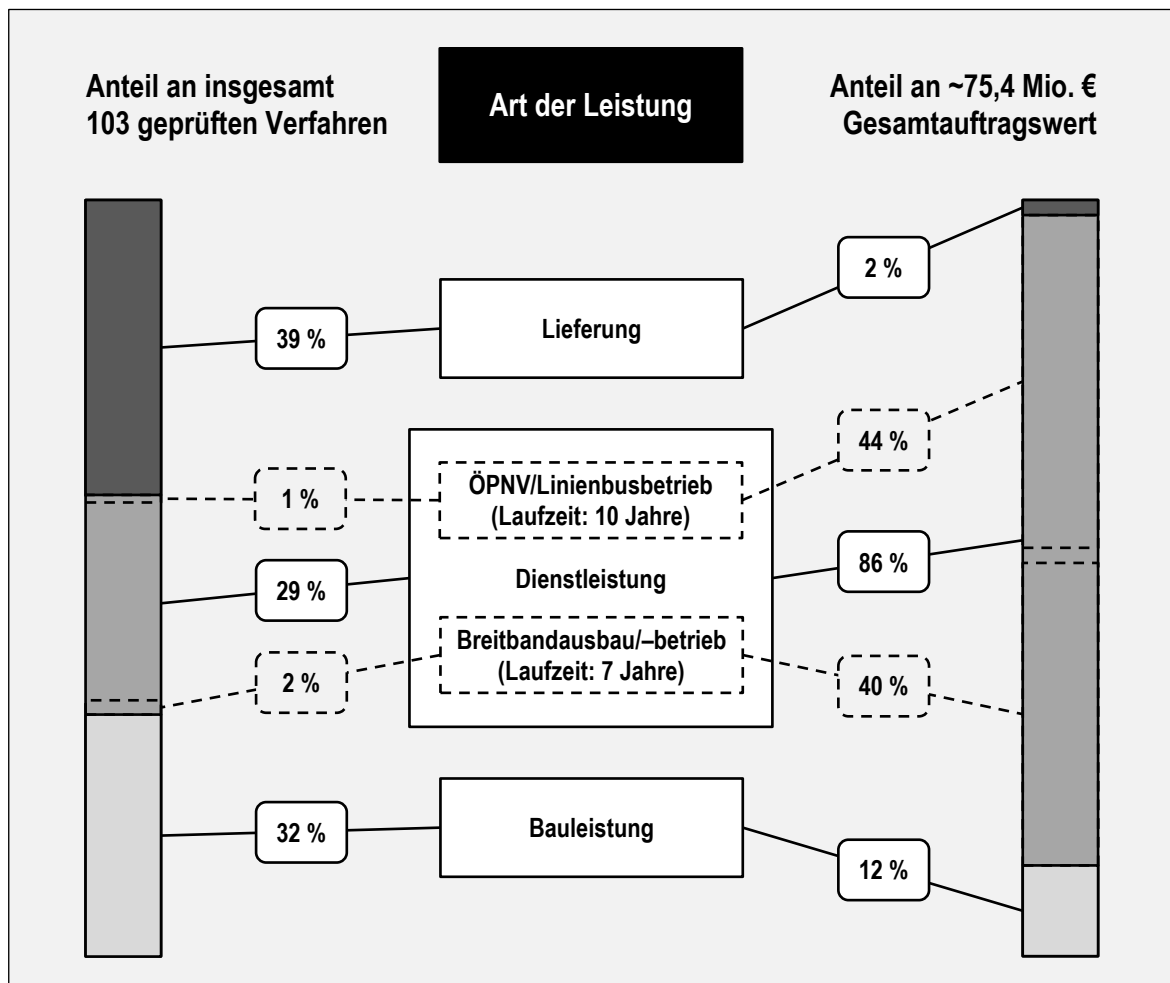 Anteil an insgesamt
103 geprüften Verfahren
Art der Leistung
Anteil an ~75,4 Mio. €
Gesamtauftragswert
2 %
39 %
Lieferung
44 %
1 %
ÖPNV/Linienbusbetrieb
(Laufzeit: 10 Jahre)
29 %
Dienstleistung
86 %
2 %
Breitbandausbau/–betrieb
(Laufzeit: 7 Jahre)
40 %
32 %
Bauleistung
12 %